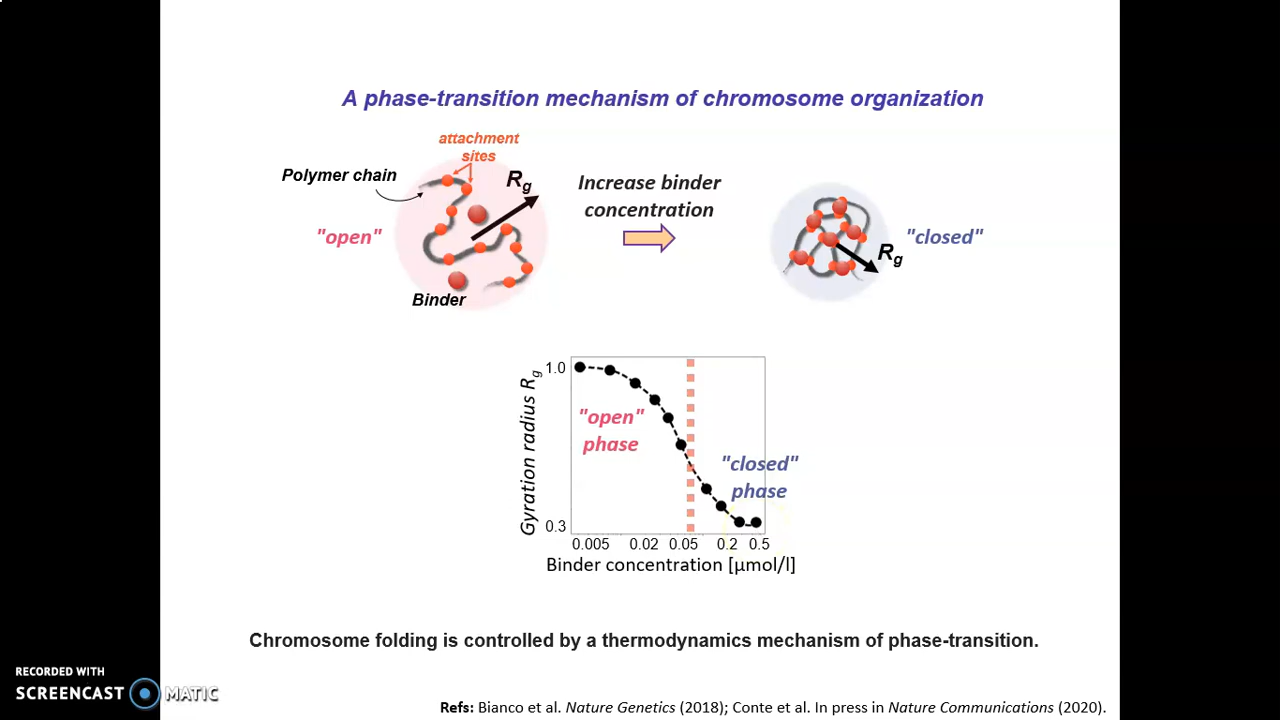 A phase-transition mechanism of chromosome organization
attachment
sites
Polymer chain
Rg
"open"
Binder
Increase binder
concentration
Rg
"closed"
Gyration radius Rg
1.0
0.3
"open"
phase
"closed"
phase
0.005 0.02 0.05 0.2 0.5
Binder concentration [µmol/l]
Chromosome folding is controlled by a thermodynamics mechanism of phase-transition.
RECORDED WITH
SCREENCAST MATIC
Refs: Bianco et al. Nature Genetics (2018); Conte et al. In press in Nature Communications (2020).